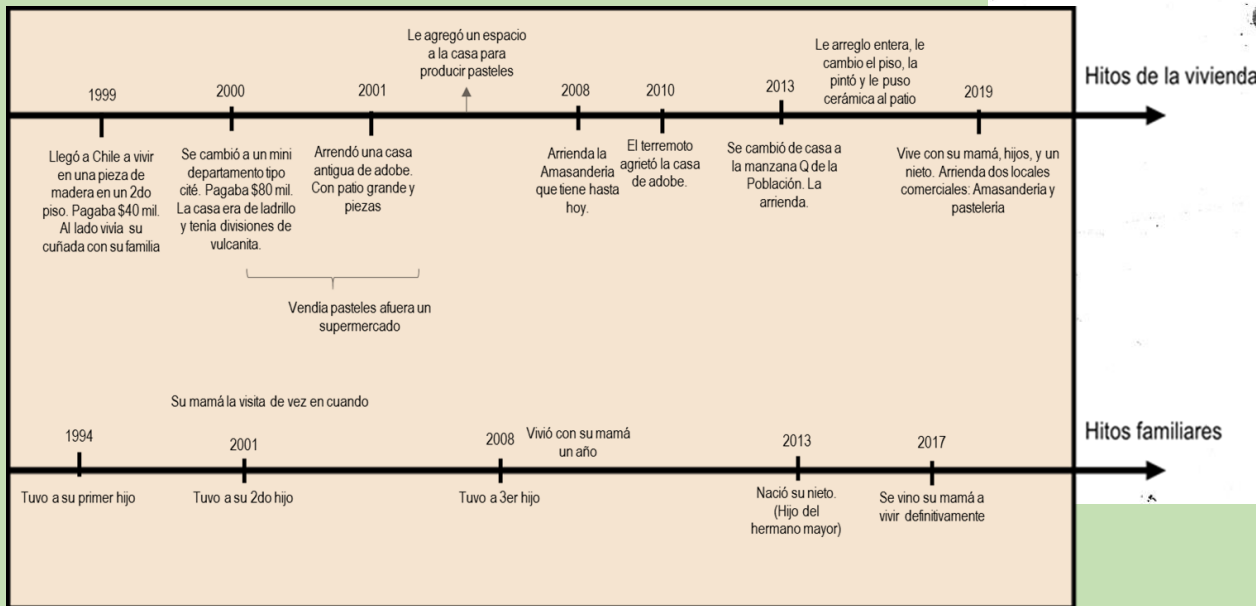 Le agregó un espacio
a la casa para
producir pasteles
Le arreglo entera, le
cambio el piso, la
pintó y le puso
cerámica al patio
Hitos de la vivienda
1999
2000
2001
2008
2010
2013
2019
Llegó a Chile a vivir
en una pieza de
madera en un 2do
piso. Pagaba $40 mil.
Al lado vivía su
cuñada con su familia
Se cambió a un mini
departamento tipo
cité. Pagaba $80 mil.
La casa era de ladrillo
y tenía divisiones de
vulcanita.
Arrendó una casa
antigua de adobe.
Con patio grande y
piezas
Arrienda la
Amasandería
que tiene hasta
hoy.
El terremoto
agrietó la casa
de adobe.
Se cambió de casa
a la manzana Q de la
Población. La
arrienda.
Vive con su mamá, hijos, y un
nieto. Arrienda dos locales
comerciales: Amasandería y
pastelería
Vendía pasteles afuera un
supermercado
Su mamá la visita de vez en cuando
1994
2001
2008
Vivió con su mamá
un año
2013
2017
Hitos familiares
Tuvo a su primer hijo
Tuvo a su 2do hijo
Tuvo a 3er hijo
Nació su nieto.
(Hijo del
hermano mayor)
Se vino su mamá a
vivir definitivamente